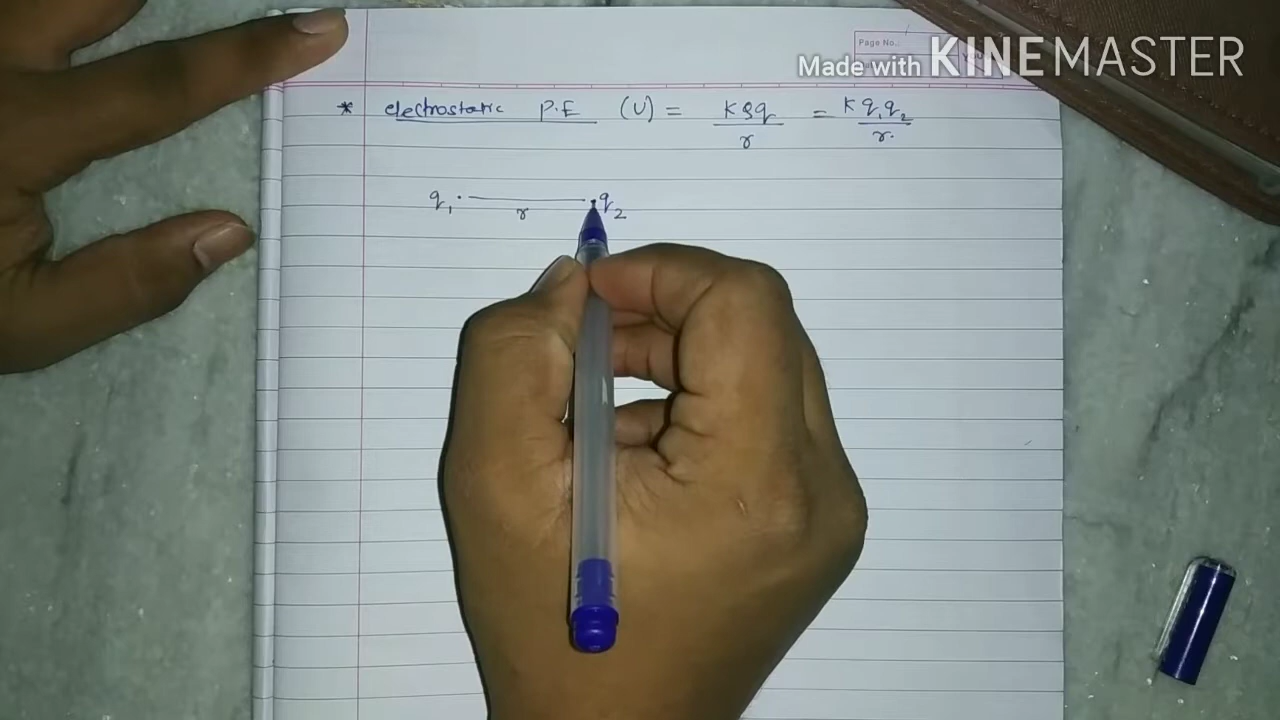 Page No..
Made with KINEMASTER
* electrostatic P.E (U) = KQq/r = Kq₁q₂/r.
q₁ . —— . q₂
r